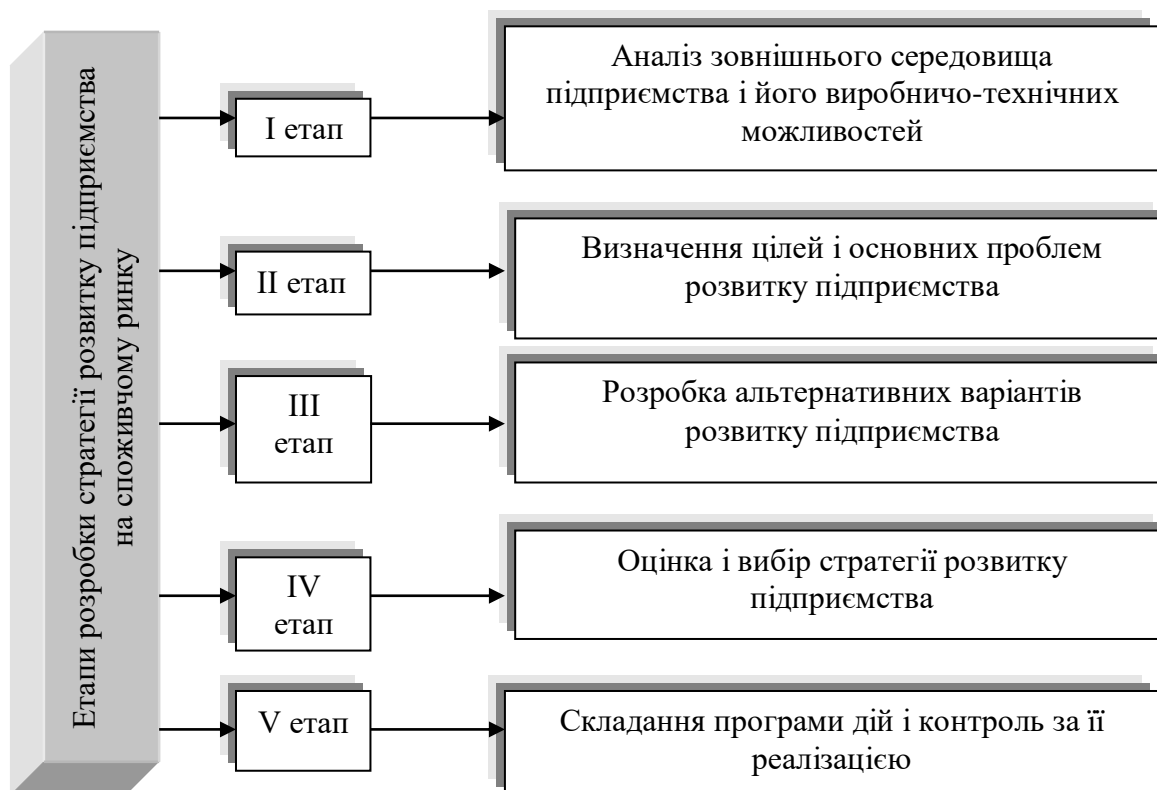 Етапи розробки стратегії розвитку підприємства
на споживчому ринку
I етап
Аналіз зовнішнього середовища
підприємства і його виробничо-технічних
можливостей
II етап
Визначення цілей і основних проблем
розвитку підприємства
III
етап
Розробка альтернативних варіантів
розвитку підприємства
IV
етап
Оцінка і вибір стратегії розвитку
підприємства
V етап
Складання програми дій і контроль за її
реалізацією